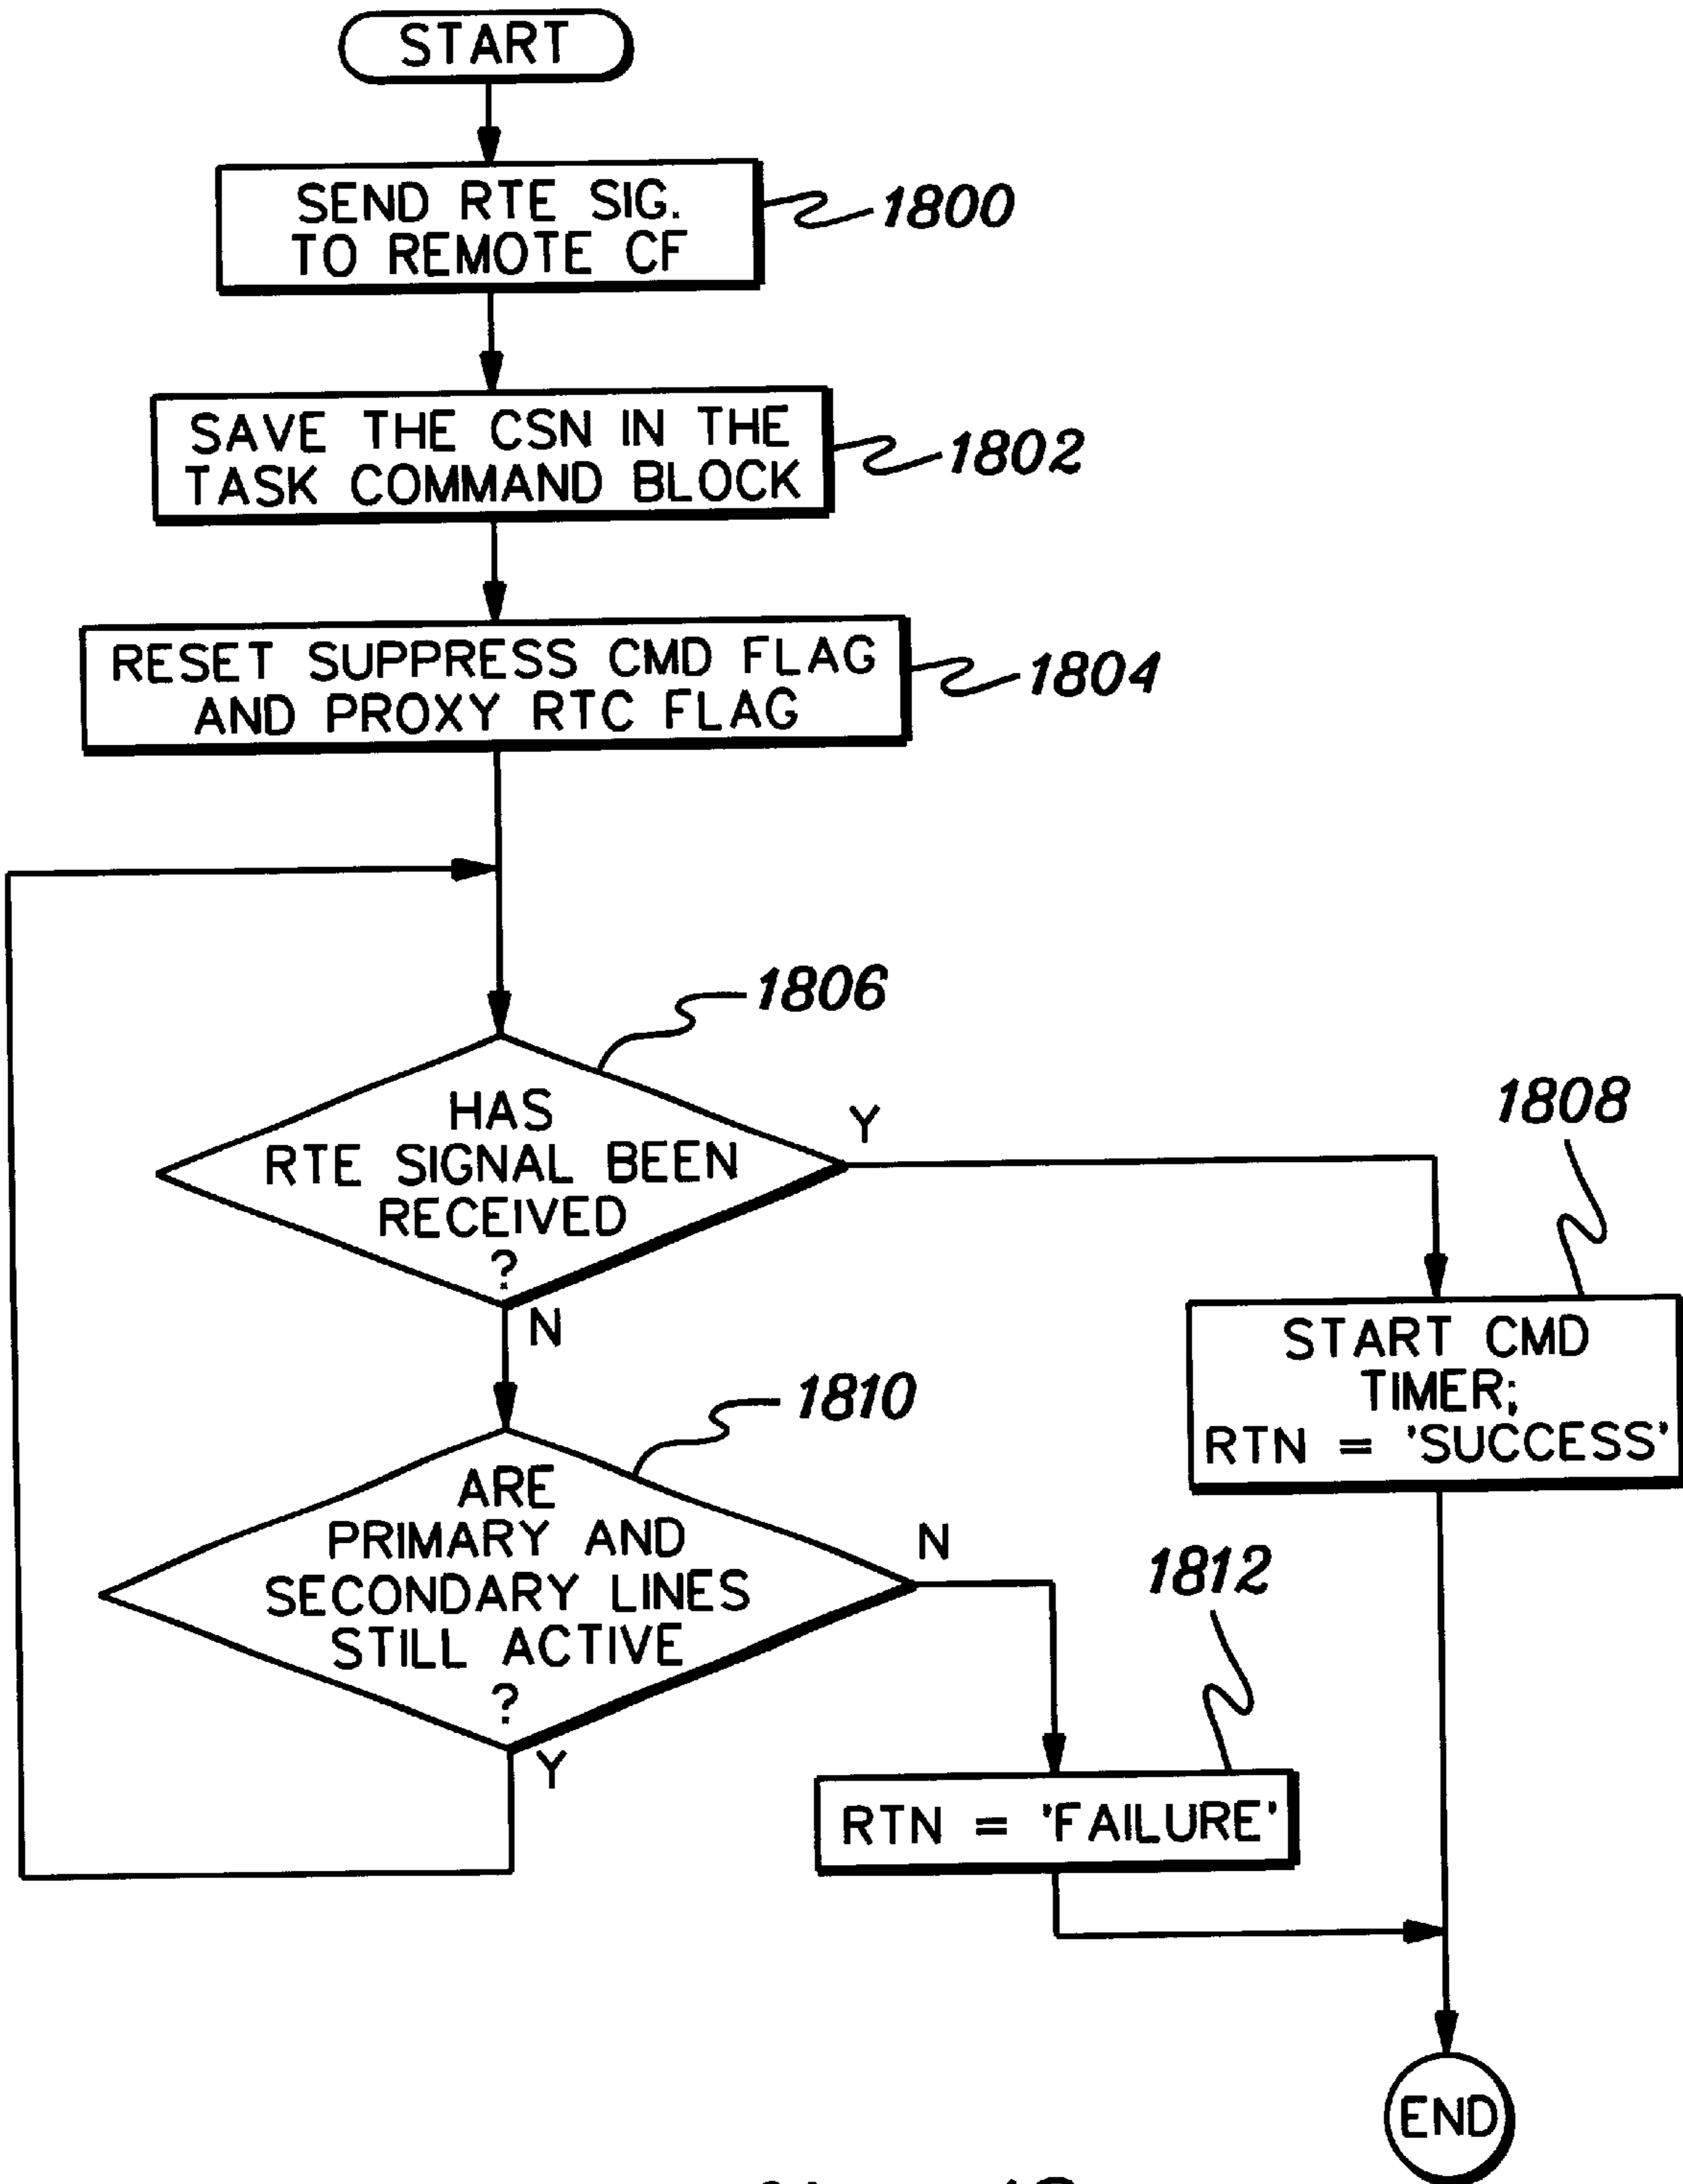 START
SEND RTE SIG.
TO REMOTE CF
1800
SAVE THE CSN IN THE
TASK COMMAND BLOCK
1802
RESET SUPPRESS CMD FLAG
AND PROXY RTC FLAG
1804
HAS
RTE SIGNAL BEEN
RECEIVED
?
1806
Y
N
1808
START CMD
TIMER;
RTN = 'SUCCESS'
ARE
PRIMARY AND
SECONDARY LINES
STILL ACTIVE
?
1810
N
Y
1812
RTN = 'FAILURE'
END